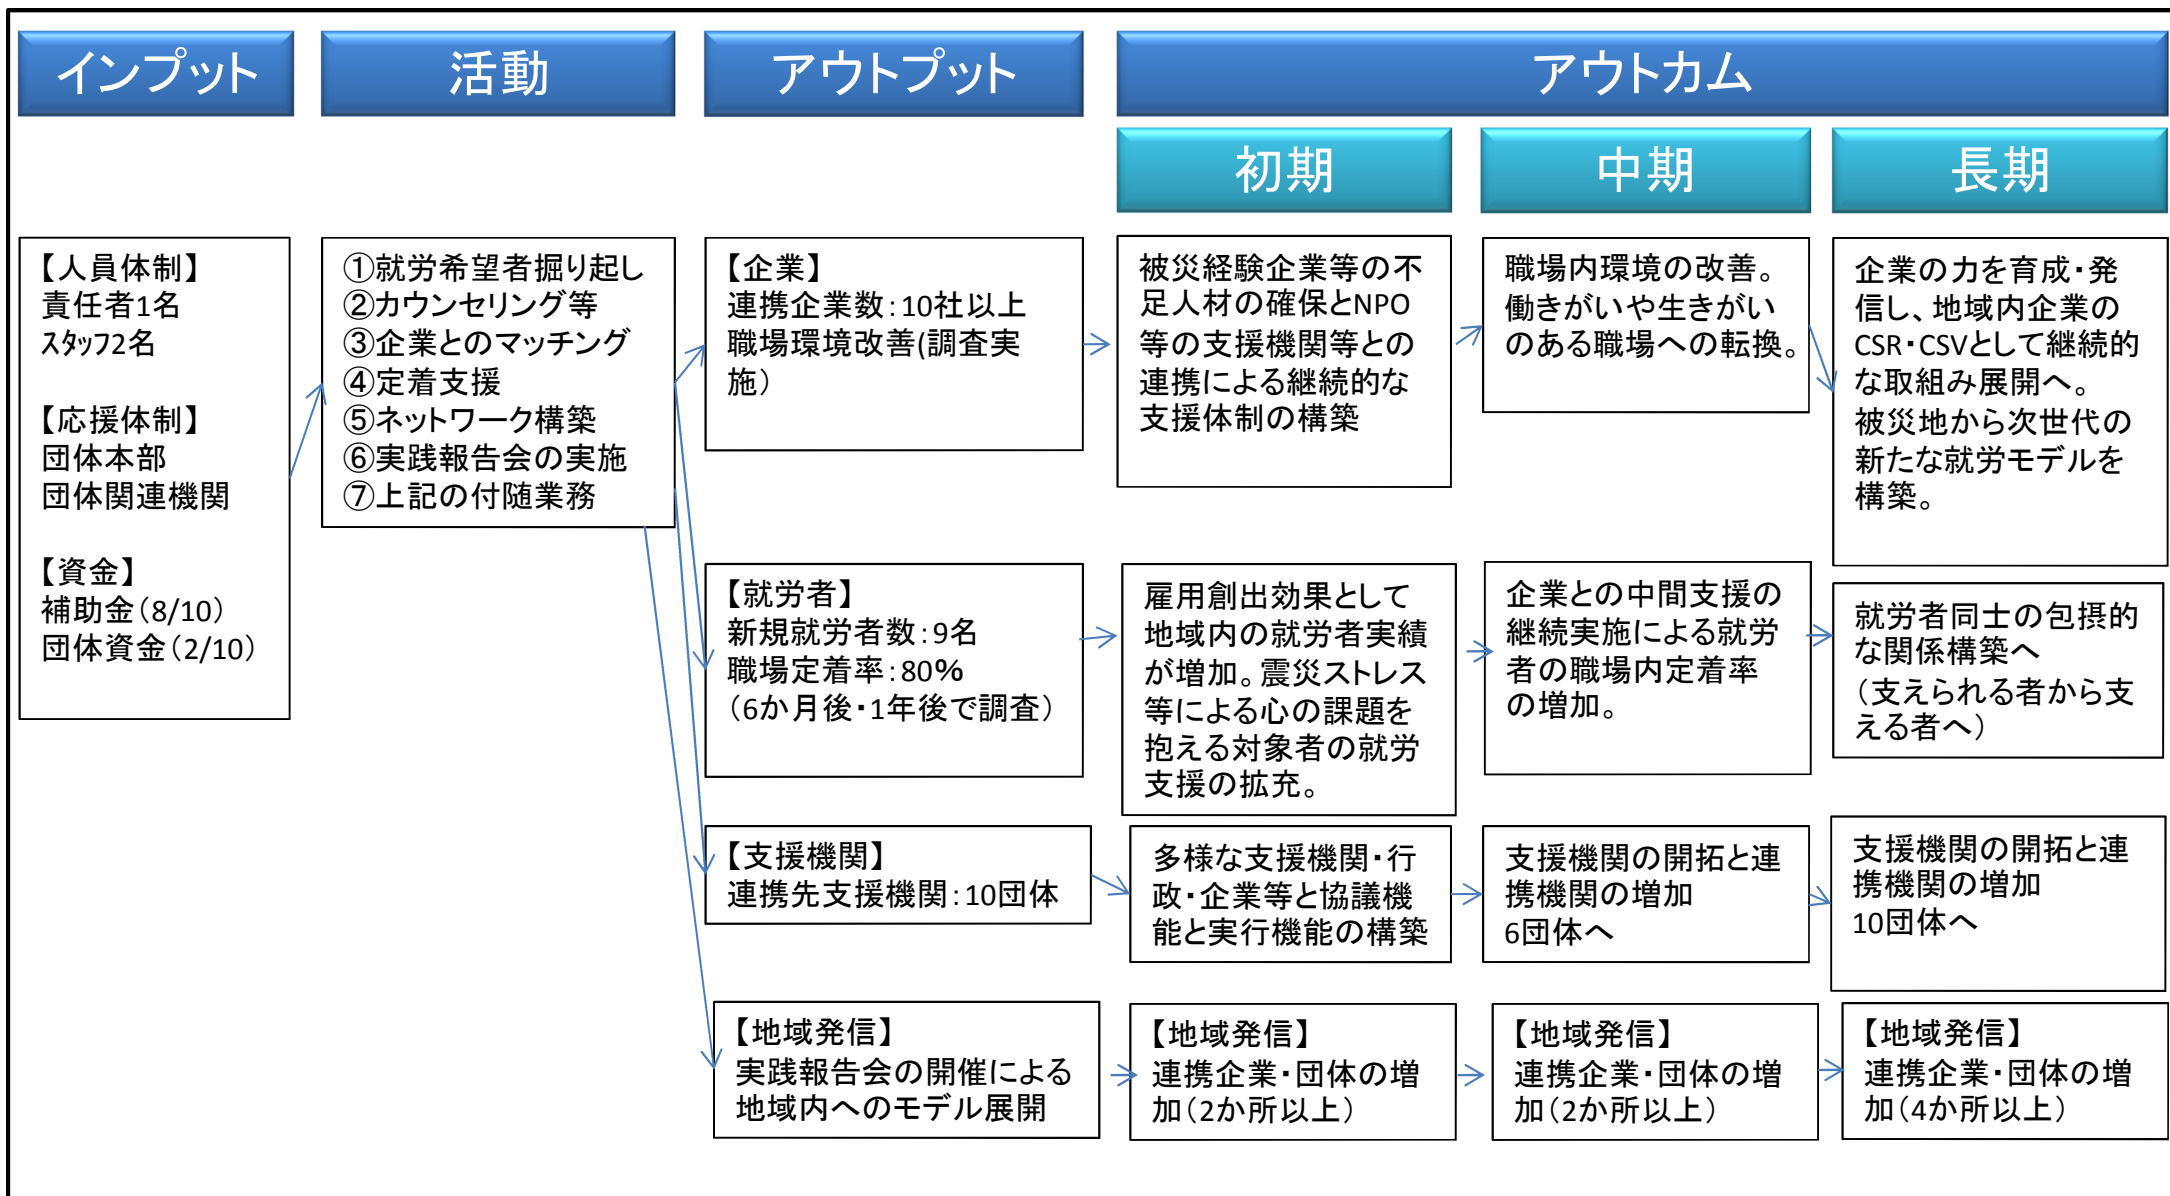 インプット
活動
アウトプット
アウトカム
初期
中期
長期
【人員体制】
責任者1名
ｽﾀｯﾌ2名
【応援体制】
団体本部
団体関連機関
【資金】
補助金（8/10）
団体資金（2/10）
①就労希望者掘り起し
②カウンセリング等
③企業とのマッチング
④定着支援
⑤ネットワーク構築
⑥実践報告会の実施
⑦上記の付随業務
【企業】
連携企業数：10社以上
職場環境改善(調査実
施）
被災経験企業等の不
足人材の確保とNPO
等の支援機関等との
連携による継続的な
支援体制の構築
職場内環境の改善。
働きがいや生きがい
のある職場への転換。
企業の力を育成・発
信し、地域内企業の
CSR・CSVとして継続的
な取組み展開へ。
被災地から次世代の
新たな就労モデルを
構築。
【就労者】
新規就労者数：9名
職場定着率：80％
（6か月後・1年後で調査）
雇用創出効果として
地域内の就労者実績
が増加。震災ストレス
等による心の課題を
抱える対象者の就労
支援の拡充。
企業との中間支援の
継続実施による就労
者の職場内定着率
の増加。
就労者同士の包摂的
な関係構築へ
（支えられる者から支
える者へ）
【支援機関】
連携先支援機関：10団体
多様な支援機関・行
政・企業等と協議機
能と実行機能の構築
支援機関の開拓と連
携機関の増加
6団体へ
支援機関の開拓と連
携機関の増加
10団体へ
【地域発信】
実践報告会の開催による
地域内へのモデル展開
【地域発信】
連携企業・団体の増
加（2か所以上）
【地域発信】
連携企業・団体の増
加（2か所以上）
【地域発信】
連携企業・団体の増
加（4か所以上）